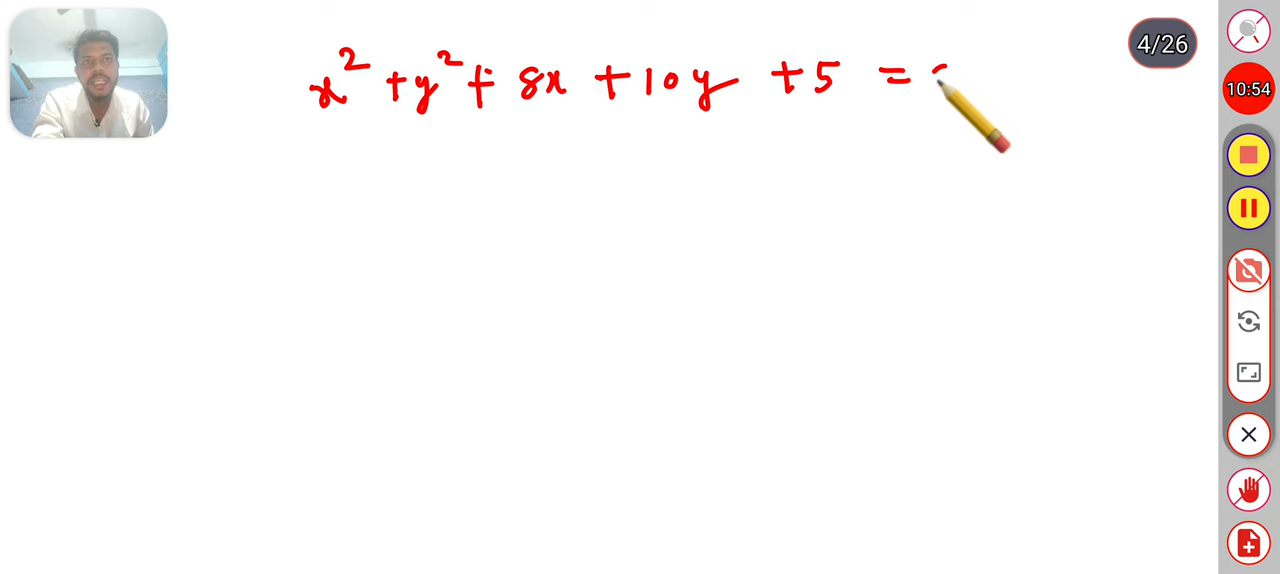 x² + y² + 8x + 10y + 5 =
4/26
10:54